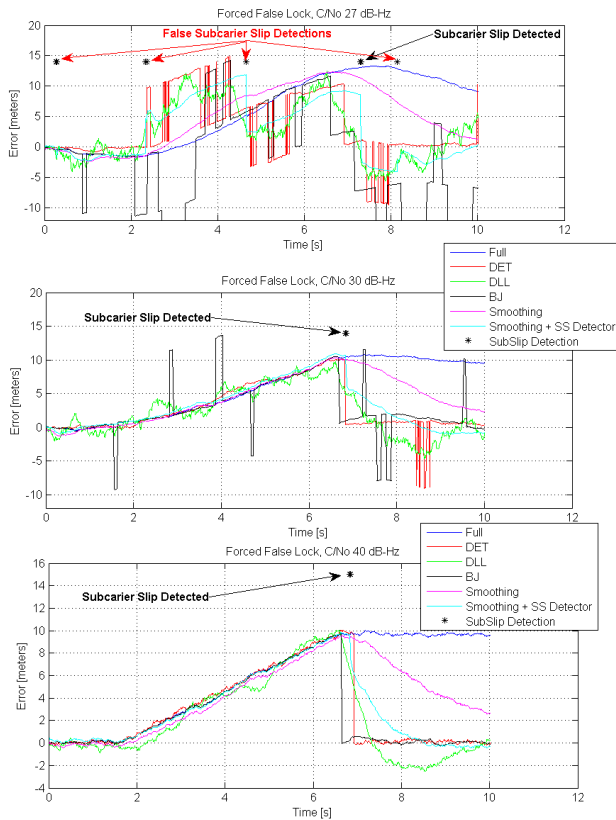 Forced False Lock, C/No 27 dB-Hz
False Subcarier Slip Detections
Subcarier Slip Detected
Error [meters]
20
15
10
5
0
-5
-10
0
2
4
6
8
10
12
Time [s]
Full
DET
DLL
BJ
Smoothing
Smoothing + SS Detector
SubSlip Detection
Forced False Lock, C/No 30 dB-Hz
Subcarier Slip Detected
Error [meters]
20
15
10
5
0
-5
-10
0
2
4
6
8
10
12
Time [s]
Full
DET
DLL
BJ
Smoothing
Smoothing + SS Detector
SubSlip Detection
Forced False Lock, C/No 40 dB-Hz
Subcarier Slip Detected
Error [meters]
16
14
12
10
8
6
4
2
0
-2
-4
0
2
4
6
8
10
12
Time [s]